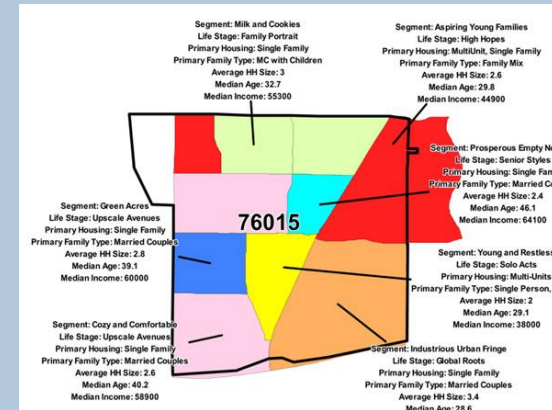 Segment: Milk and Cookies
Life Stage: Family Portrait
Primary Housing: Single Family
Primary Family Type: MC with Children
Average HH Size: 3
Median Age: 32.7
Median Income: 55300
Segment: Aspiring Young Families
Life Stage: High Hopes
Primary Housing: MultiUnit, Single Family
Primary Family Type: Family Mix
Average HH Size: 2.6
Median Age: 29.8
Median Income: 44900
Segment: Prosperous Empty Ne
Life Stage: Senior Styles
Primary Housing: Single Fam
Primary Family Type: Married Co
Average HH Size: 2.4
Median Age: 46.1
Median Income: 64100
76015
Segment: Green Acres
Life Stage: Upscale Avenues
Primary Housing: Single Family
Primary Family Type: Married Couples
Average HH Size: 2.8
Median Age: 39.1
Median Income: 60000
Segment: Young and Restless
Life Stage: Solo Acts
Primary Housing: Multi-Units
Primary Family Type: Single Person,
Average HH Size: 2
Median Age: 29.1
Median Income: 38000
Segment: Cozy and Comfortable
Life Stage: Upscale Avenues
Primary Housing: Single Family
Primary Family Type: Married Couples
Average HH Size: 2.6
Median Age: 40.2
Median Income: 58900
Segment: Industrious Urban Fringe
Life Stage: Global Roots
Primary Housing: Single Family
Primary Family Type: Married Couples
Average HH Size: 3.4
Median Age: 28.6